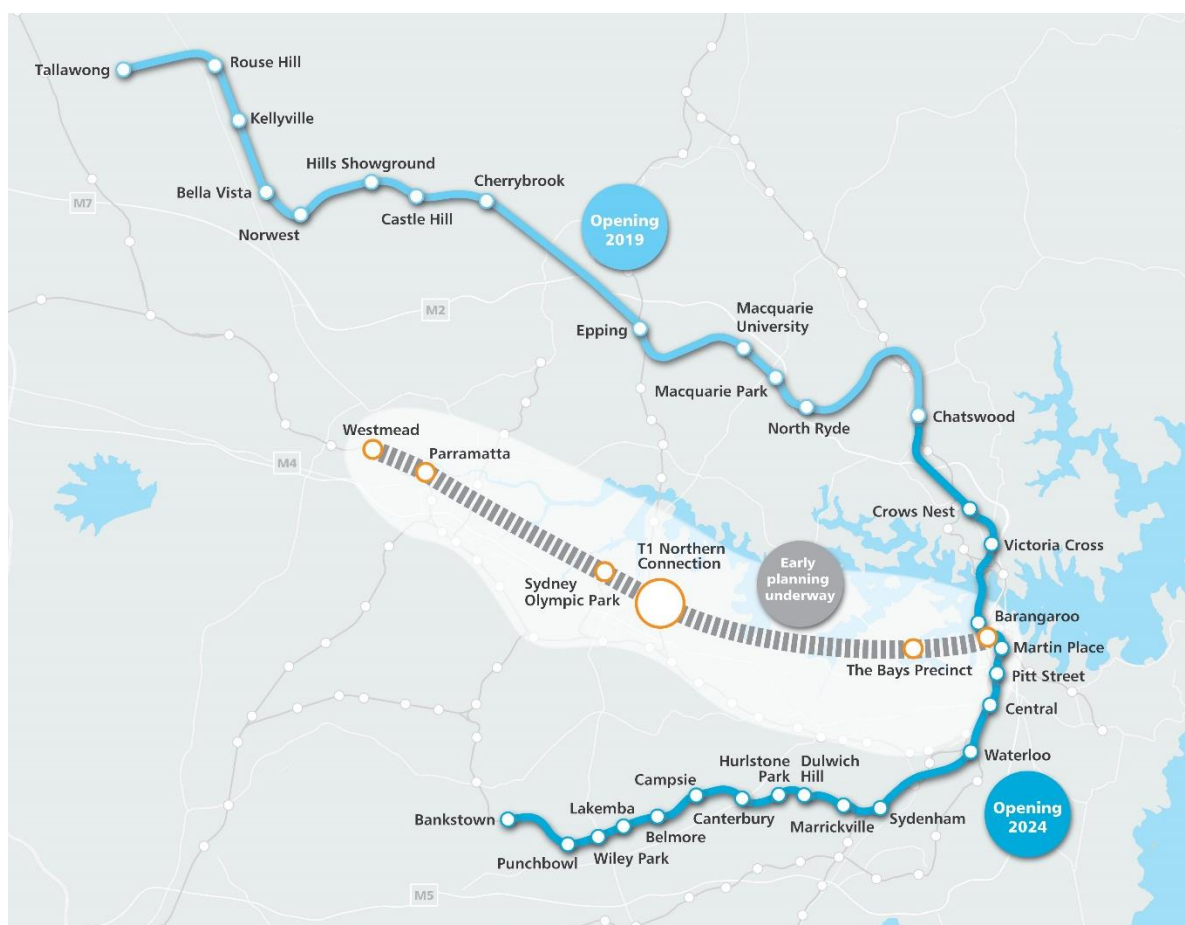 Tallawong
Rouse Hill
Kellyville
Bella Vista
Norwest
Hills Showground
Castle Hill
Cherrybrook
Opening
2019
M7
M2
Epping
Macquarie
University
Macquarie Park
North Ryde
Chatswood
Westmead
Parramatta
M4
Crows Nest
Victoria Cross
T1 Northern
Connection
Sydney
Olympic Park
Early
planning
underway
Barangaroo
Martin Place
The Bays Precinct
Pitt Street
Central
Waterloo
Hurlstone
Park
Dulwich
Hill
Campsie
Lakemba
Bankstown
Canterbury
Sydenham
Marrickville
Belmore
Wiley Park
Punchbowl
Opening
2024
M5